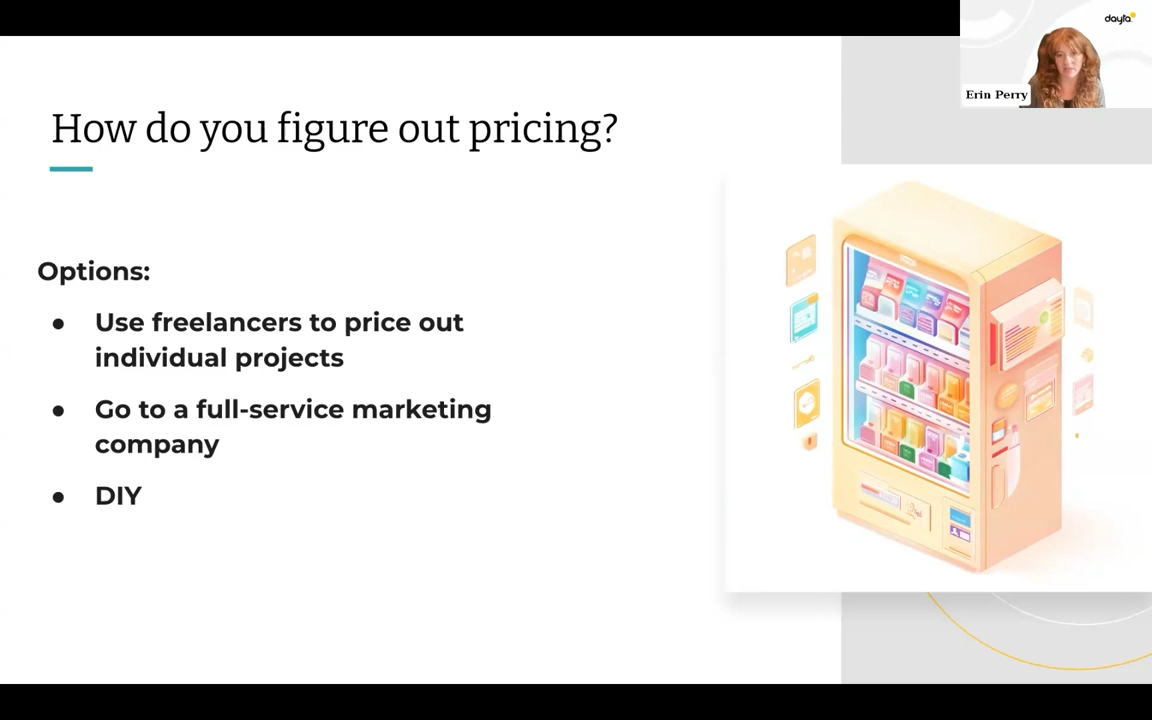 dayta
Erin Perry
How do you figure out pricing?
Options:
● Use freelancers to price out
individual projects
● Go to a full-service marketing
company
● DIY